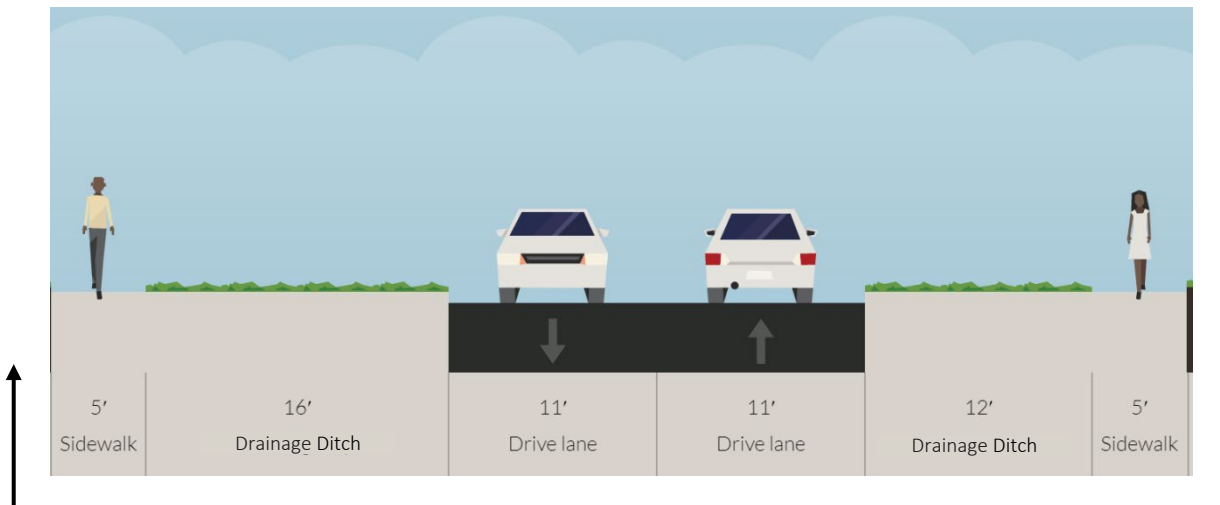 5′ 16′ 11′ 11′ 12′ 5′
Sidewalk Drainage Ditch Drive lane Drive lane Drainage Ditch Sidewalk